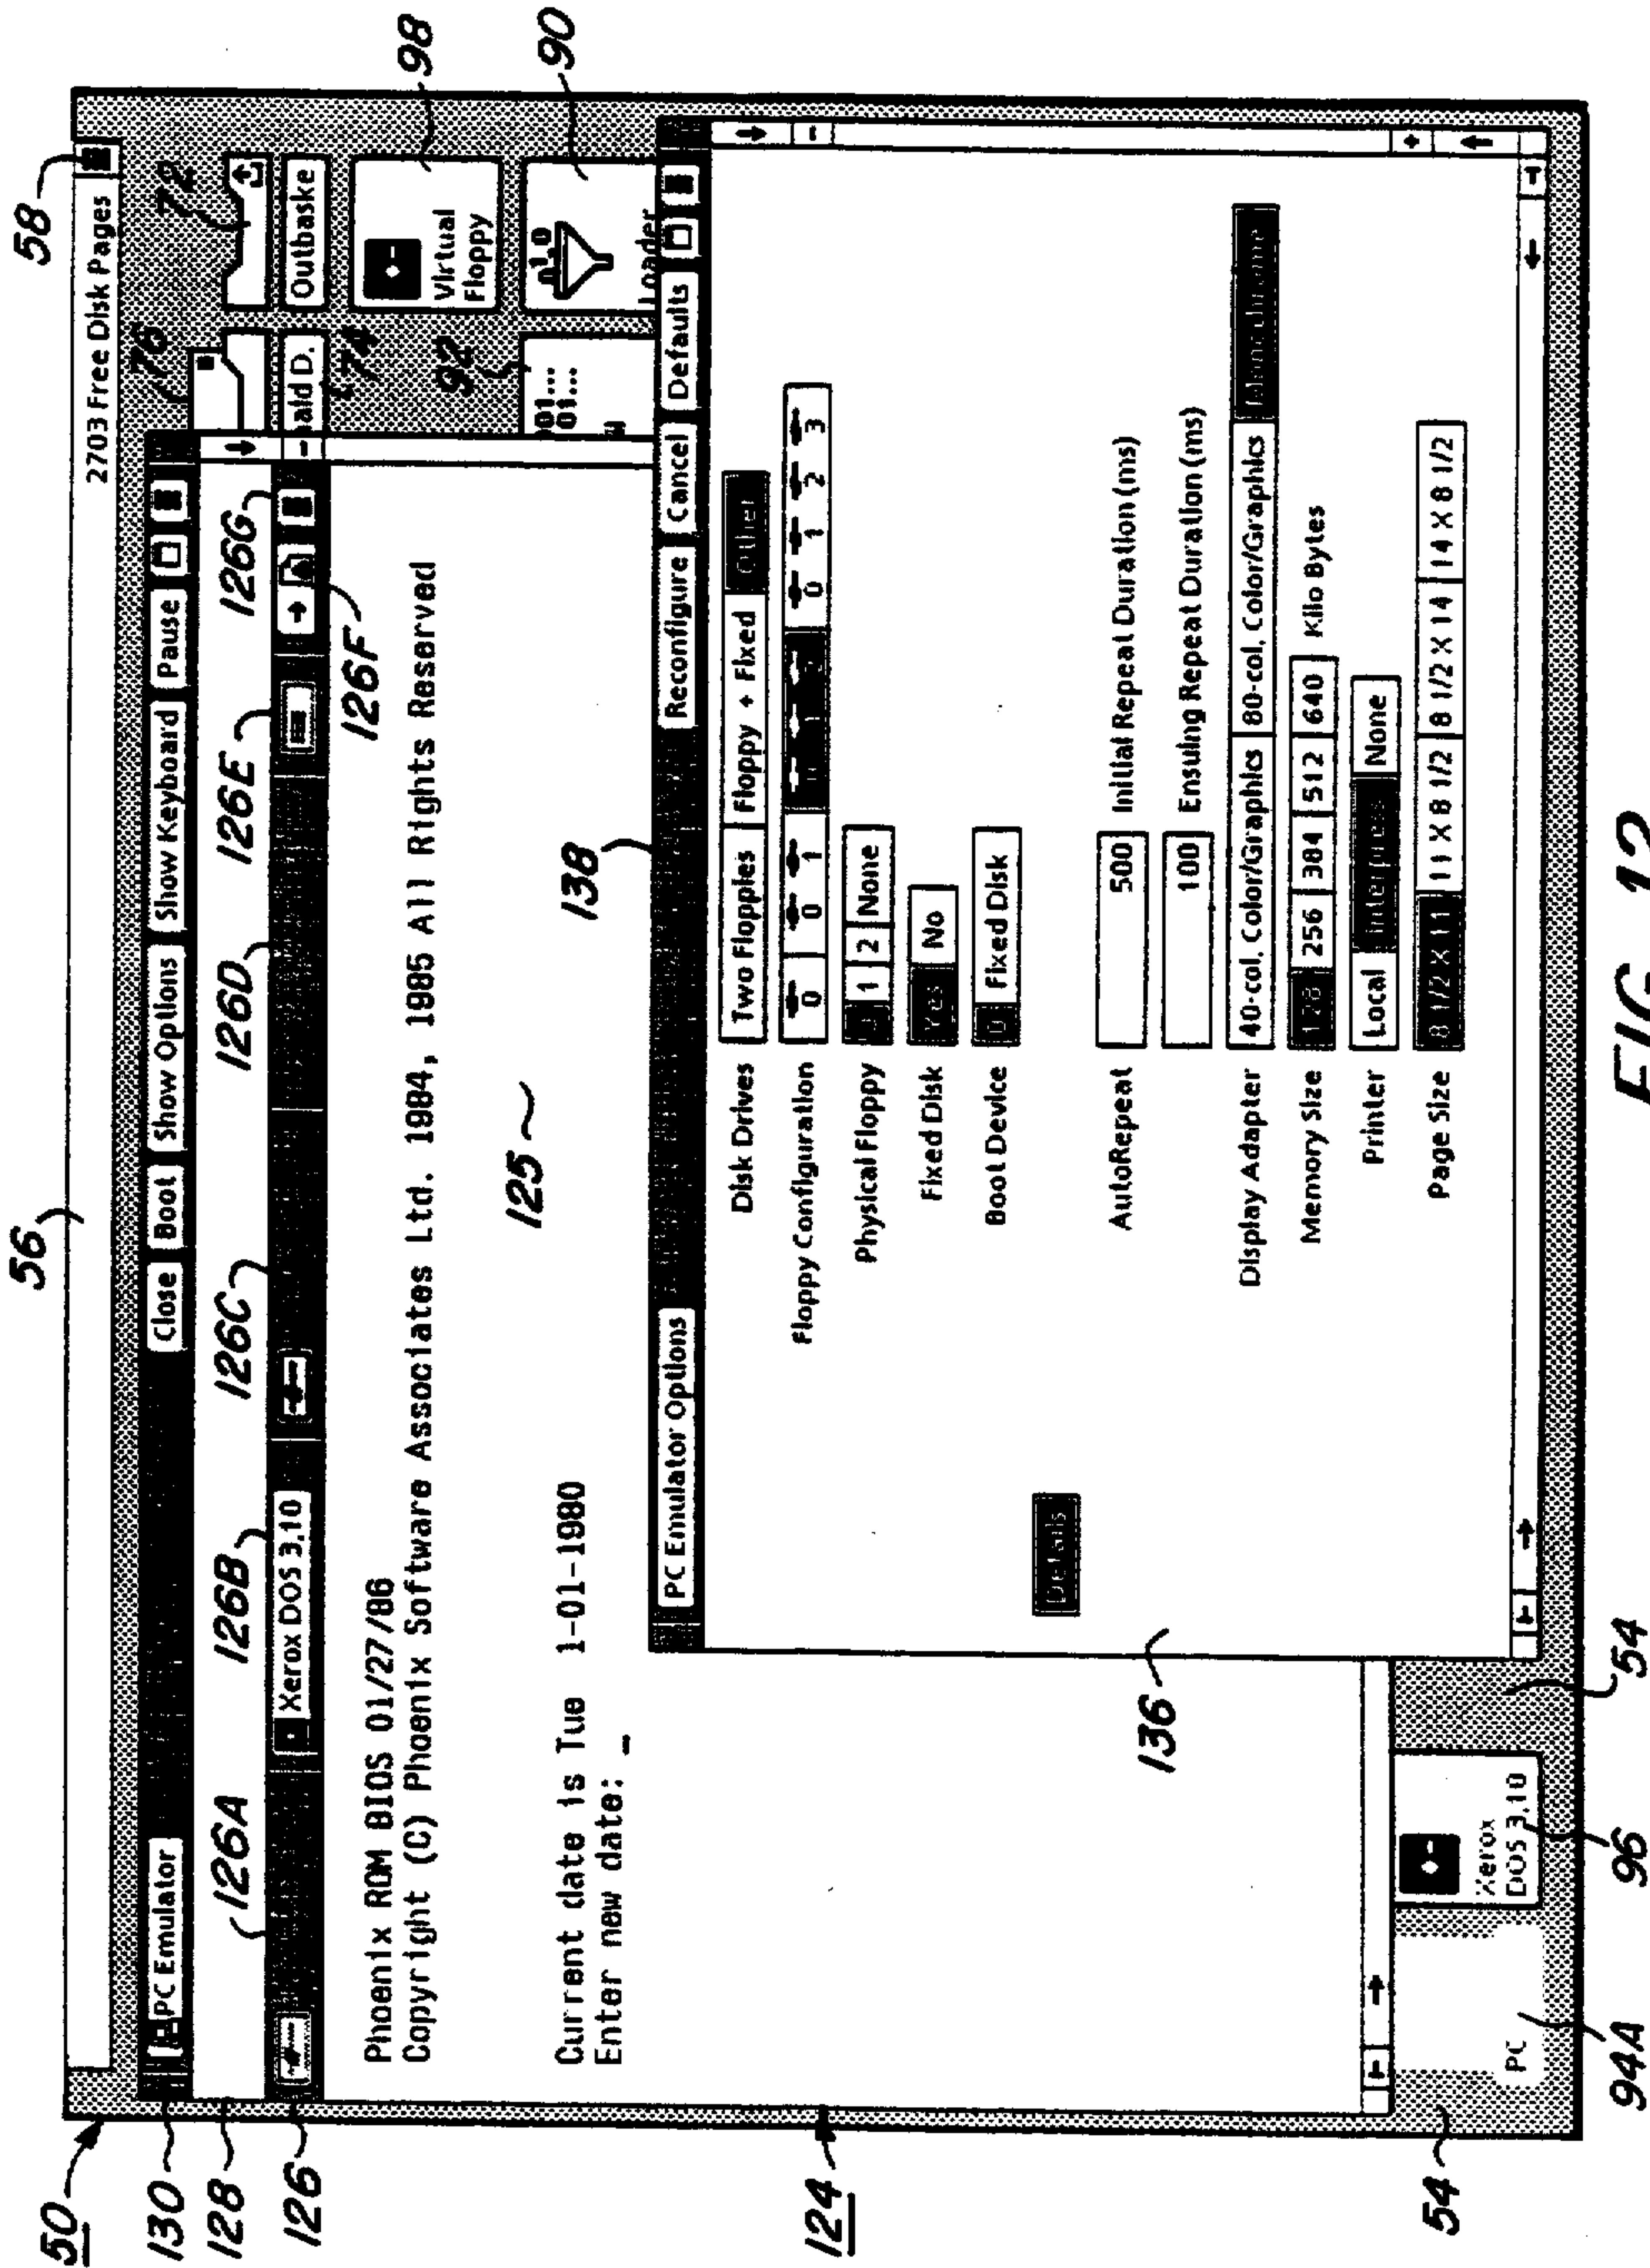 56
58
50
2703 Free Disk Pages
130
PC Emulator
Close
Boot
Show Options
Show Keyboard
Pause
76
72
128
126A
126B
126C
126D
126E
126G
126
Xerox DOS 3.10
126F
ald D.
Outbaske
74
98
Virtual
Floppy
Phoenix ROM BIOS 01/27/86
Copyright (C) Phoenix Software Associates Ltd. 1984, 1985 All Rights Reserved
92
90
001...
01...
Loader
Current date is Tue 1-01-1980
Enter new date: _
125
138
PC Emulator Options
Reconfigure
Cancel
Defaults
Disk Drives Two Floppies Floppy + Fixed Other
Floppy Configuration 0 0 1 0 1 2 3
Physical Floppy 1 2 None
Fixed Disk Yes No
Boot Device 0 Fixed Disk
Details
AutoRepeat 500 Initial Repeat Duration (ms)
100 Ensuing Repeat Duration (ms)
Display Adapter 40-col. Color/Graphics 80-col. Color/Graphics Monochrome
Memory Size 128 256 384 512 640 Kilo Bytes
Printer Local Interpress None
Page Size 8 1/2 X 11 11 X 8 1/2 8 1/2 X 14 14 X 8 1/2
124
136
PC
Xerox
DOS 3.10
54
94A
96
54
FIG. 12